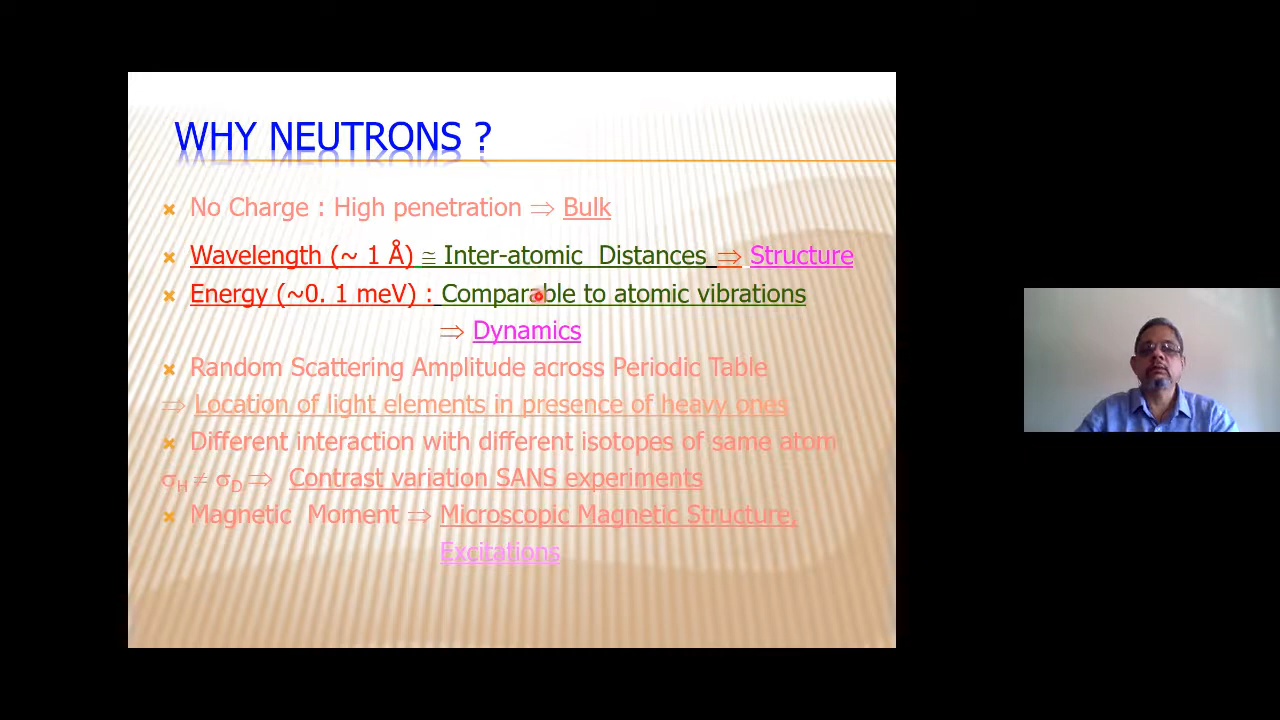 WHY NEUTRONS ?
No Charge : High penetration ⇒ Bulk
Wavelength (~ 1 Å) ≅ Inter-atomic Distances ⇒ Structure
Energy (~0. 1 meV) : Comparable to atomic vibrations
⇒ Dynamics
Random Scattering Amplitude across Periodic Table
⇒ Location of light elements in presence of heavy ones
Different interaction with different isotopes of same atom
σH ≠ σD ⇒ Contrast variation SANS experiments
Magnetic Moment ⇒ Microscopic Magnetic Structure,
Excitations